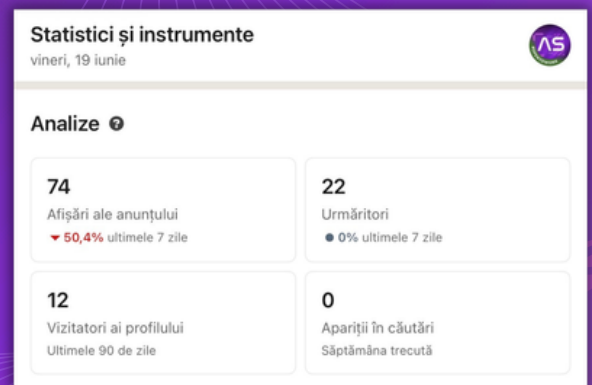 Statistici și instrumente
vineri, 19 iunie
ΛS
Analize
74
Afișări ale anunțului
50,4% ultimele 7 zile
22
Urmăritori
0% ultimele 7 zile
12
Vizitatori ai profilului
Ultimele 90 de zile
0
Apariții în căutări
Săptămâna trecută